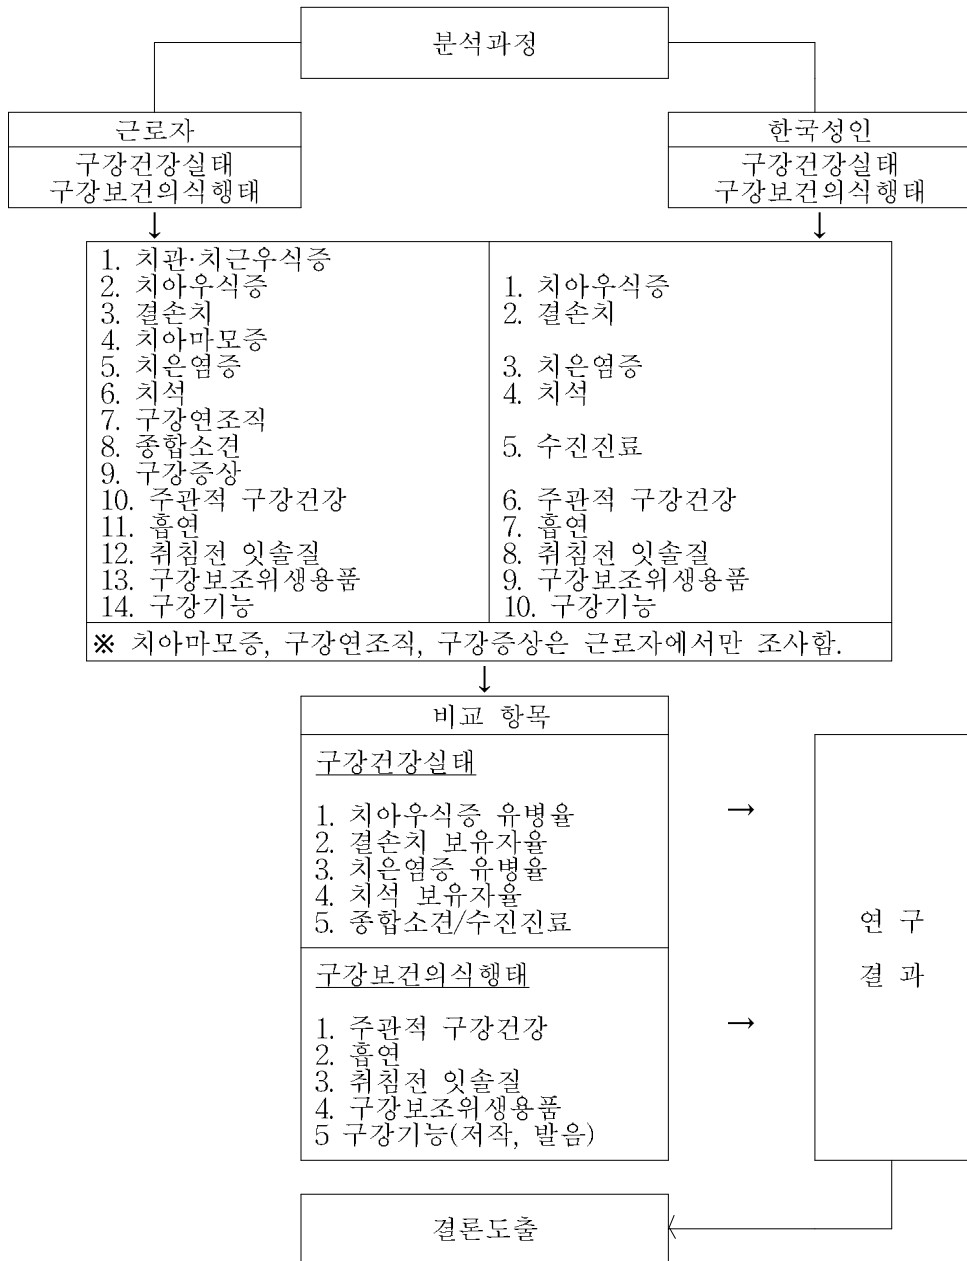 분석과정
근로자
구강건강실태
구강보건의식행태
한국성인
구강건강실태
구강보건의식행태
↓
↓
1. 치관·치근우식증
2. 치아우식증
3. 결손치
4. 치아마모증
5. 치은염증
6. 치석
7. 구강연조직
8. 종합소견
9. 구강증상
10. 주관적 구강건강
11. 흡연
12. 취침전 잇솔질
13. 구강보조위생용품
14. 구강기능
1. 치아우식증
2. 결손치
3. 치은염증
4. 치석
5. 수진진료
6. 주관적 구강건강
7. 흡연
8. 취침전 잇솔질
9. 구강보조위생용품
10. 구강기능
※ 치아마모증, 구강연조직, 구강증상은 근로자에서만 조사함.
↓
비교 항목
구강건강실태
1. 치아우식증 유병율
2. 결손치 보유자율
3. 치은염증 유병율
4. 치석 보유자율
5. 종합소견/수진진료
→
구강보건의식행태
1. 주관적 구강건강
2. 흡연
3. 취침전 잇솔질
4. 구강보조위생용품
5 구강기능(저작, 발음)
→
연 구
결 과
결론도출